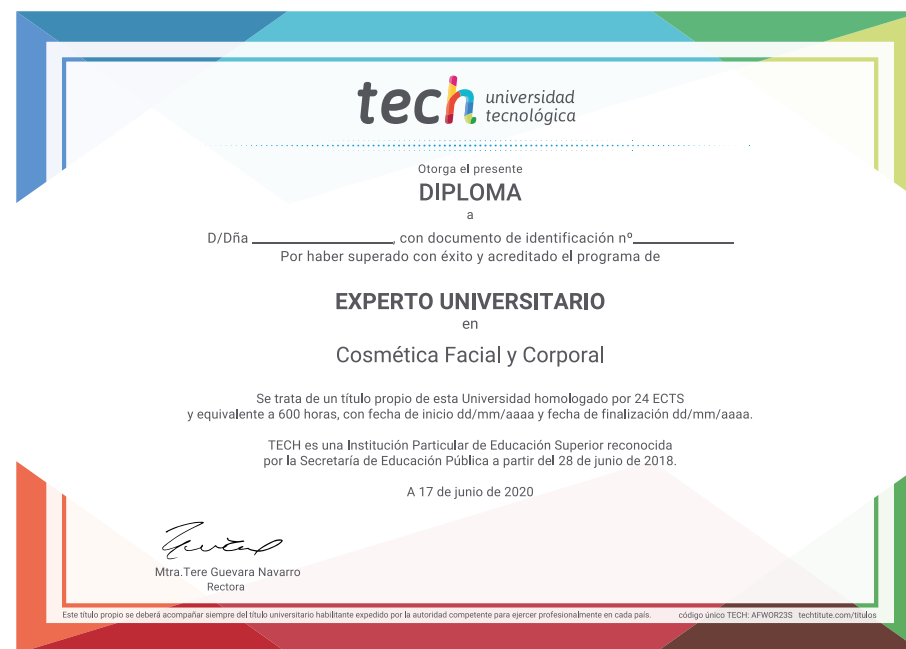 tech universidad
tecnológica
Otorga el presente
DIPLOMA
a
D/Dña ____________________, con documento de identificación nº______________
Por haber superado con éxito y acreditado el programa de
EXPERTO UNIVERSITARIO
en
Cosmética Facial y Corporal
Se trata de un título propio de esta Universidad homologado por 24 ECTS
y equivalente a 600 horas, con fecha de inicio dd/mm/aaaa y fecha de finalización dd/mm/aaaa.
TECH es una Institución Particular de Educación Superior reconocida
por la Secretaría de Educación Pública a partir del 28 de junio de 2018.
A 17 de junio de 2020
Mtra.Tere Guevara Navarro
Rectora
Este título propio se deberá acompañar siempre del título universitario habilitante expedido por la autoridad competente para ejercer profesionalmente en cada país. código único TECH: AFWOR23S techtitute.com/titulos